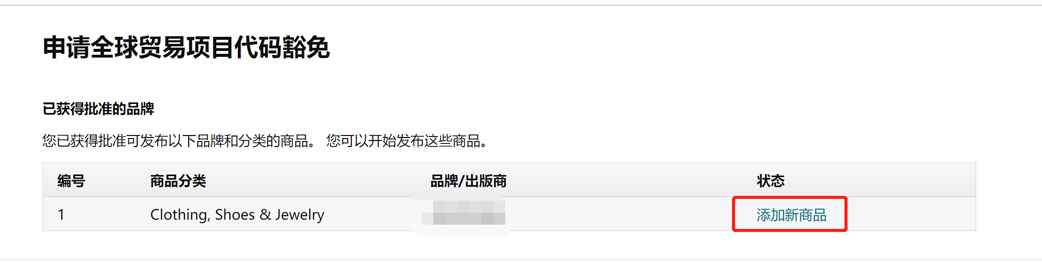 申请全球贸易项目代码豁免
已获得批准的品牌
您已获得批准可发布以下品牌和分类的商品。 您可以开始发布这些商品。
编号 商品分类 品牌/出版商 状态
1 Clothing, Shoes & Jewelry 添加新商品